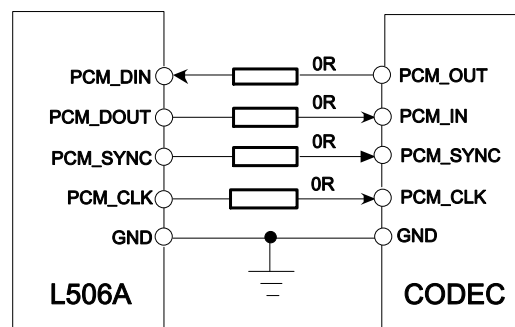 0R
PCM_DIN PCM_OUT
0R
PCM_DOUT PCM_IN
0R
PCM_SYNC PCM_SYNC
PCM_CLK 0R PCM_CLK
GND GND
L506A CODEC